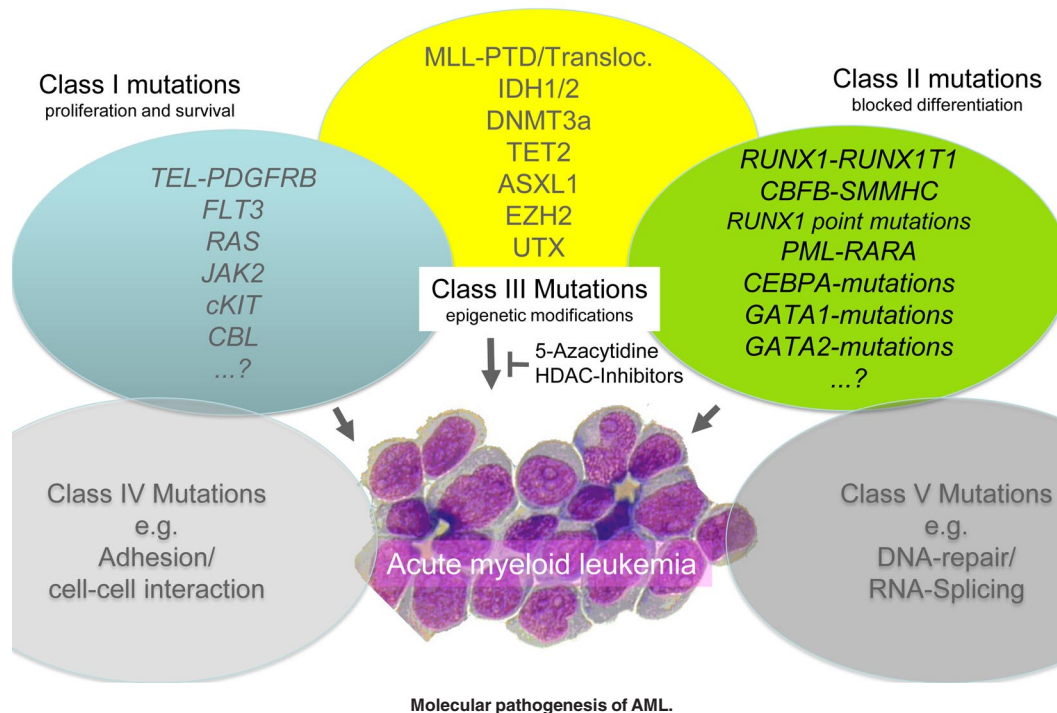 Class I mutations
proliferation and survival
TEL-PDGFRB
FLT3
RAS
JAK2
cKIT
CBL
...?
MLL-PTD/Transloc.
IDH1/2
DNMT3a
TET2
ASXL1
EZH2
UTX
Class III Mutations
epigenetic modifications
5-Azacytidine
HDAC-Inhibitors
Class II mutations
blocked differentiation
RUNX1-RUNX1T1
CBFB-SMMHC
RUNX1 point mutations
PML-RARA
CEBPA-mutations
GATA1-mutations
GATA2-mutations
...?
Class IV Mutations
e.g.
Adhesion/
cell-cell interaction
Acute myeloid leukemia
Class V Mutations
e.g.
DNA-repair/
RNA-Splicing
Molecular pathogenesis of AML.